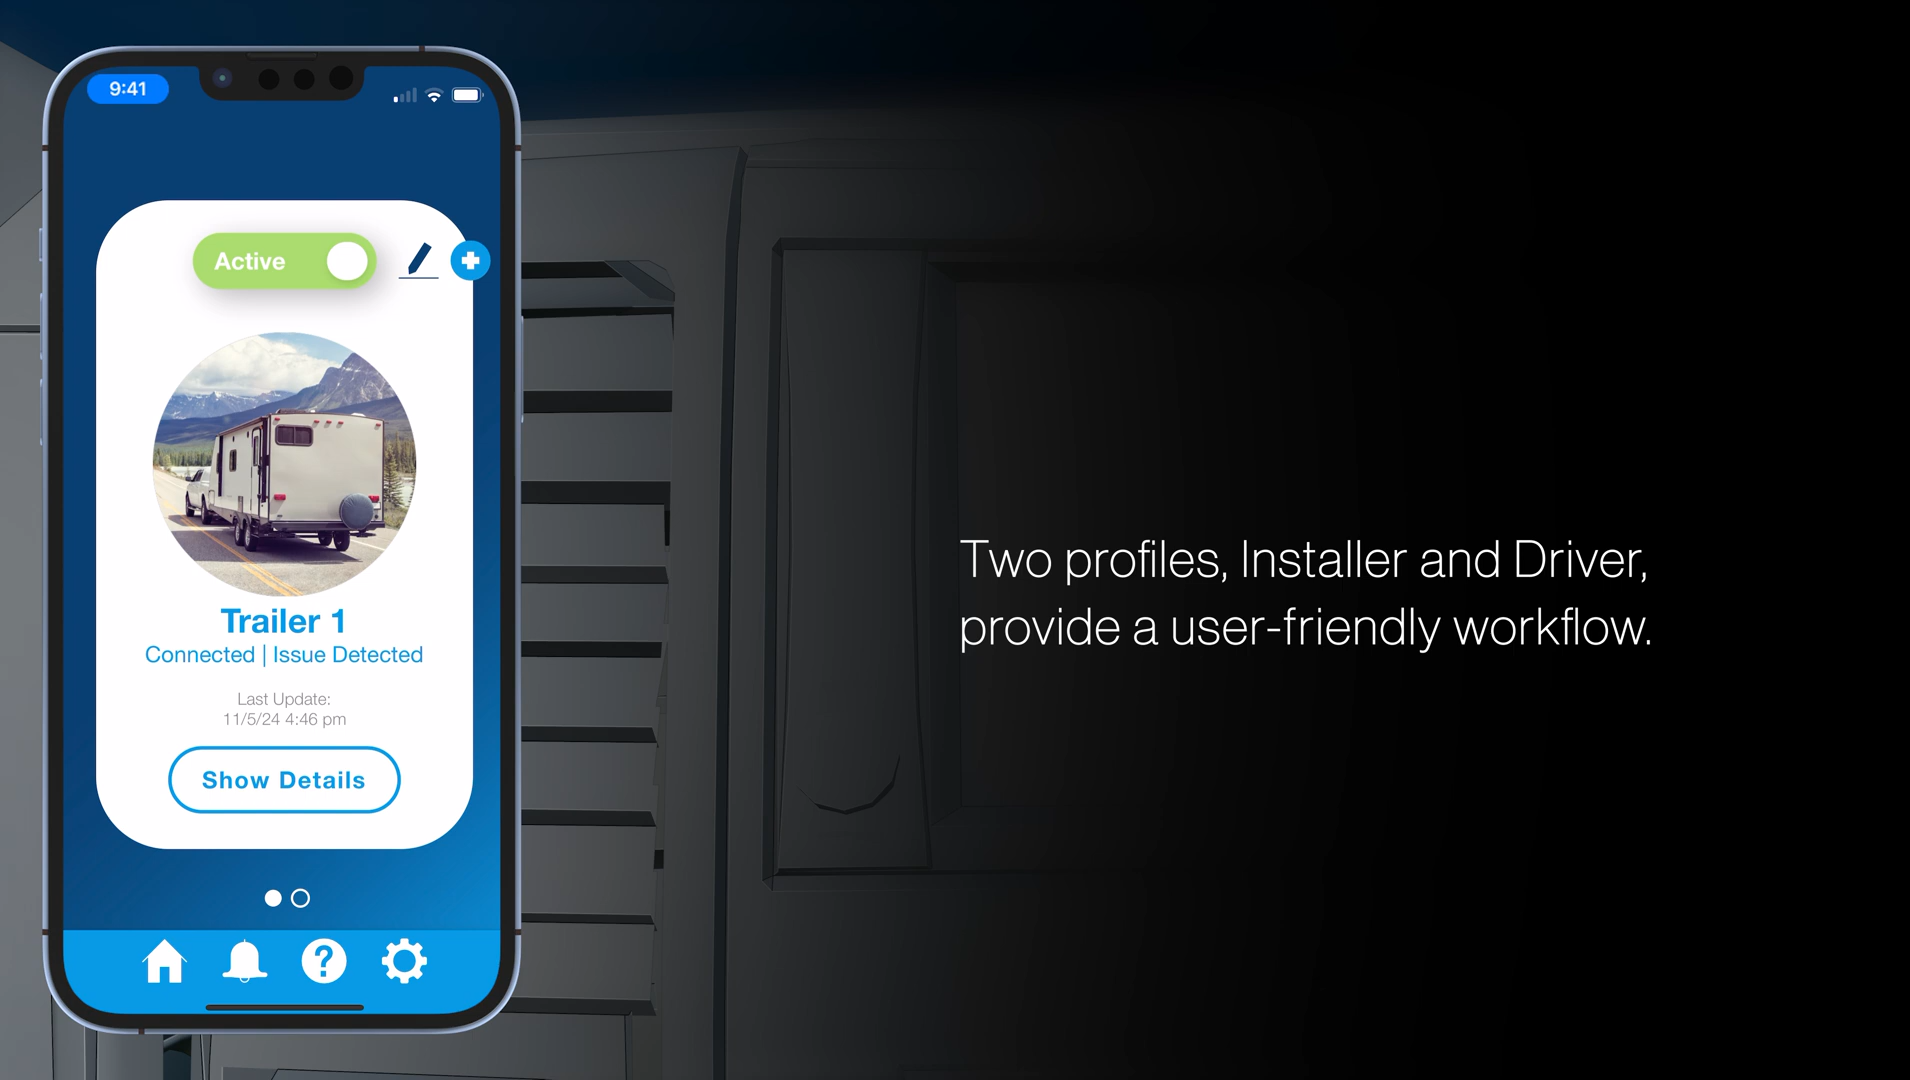 9:41
Active
Trailer 1
Connected | Issue Detected
Last Update:
11/5/24 4:46 pm
Show Details
Two profiles, Installer and Driver,
provide a user-friendly workflow.